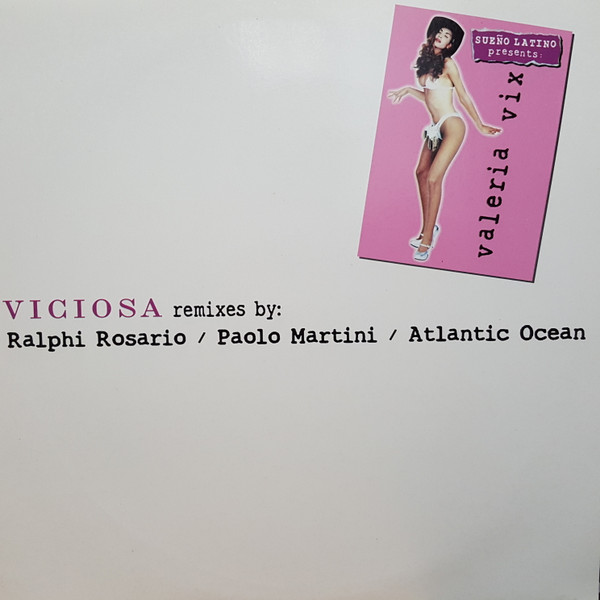 SUEÑO LATINO
presents:
valeria vix
VICIOSA remixes by:
Ralphi Rosario / Paolo Martini / Atlantic Ocean